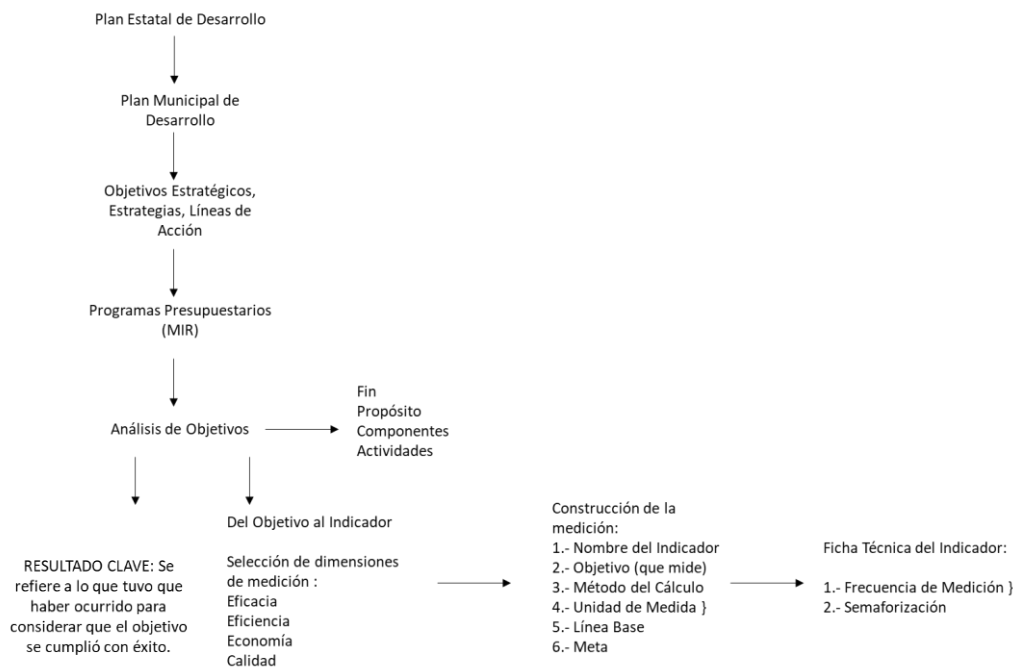 Plan Estatal de Desarrollo
Plan Municipal de
Desarrollo
Objetivos Estratégicos,
Estrategias, Líneas de
Acción
Programas Presupuestarios
(MIR)
Análisis de Objetivos
Fin
Propósito
Componentes
Actividades
RESULTADO CLAVE: Se
refiere a lo que tuvo que
haber ocurrido para
considerar que el objetivo
se cumplió con éxito.
Del Objetivo al Indicador
Selección de dimensiones
de medición :
Eficacia
Eficiencia
Economía
Calidad
Construcción de la
medición:
1.- Nombre del Indicador
2.- Objetivo (que mide)
3.- Método del Cálculo
4.- Unidad de Medida }
5.- Línea Base
6.- Meta
Ficha Técnica del Indicador:
1.- Frecuencia de Medición }
2.- Semaforización